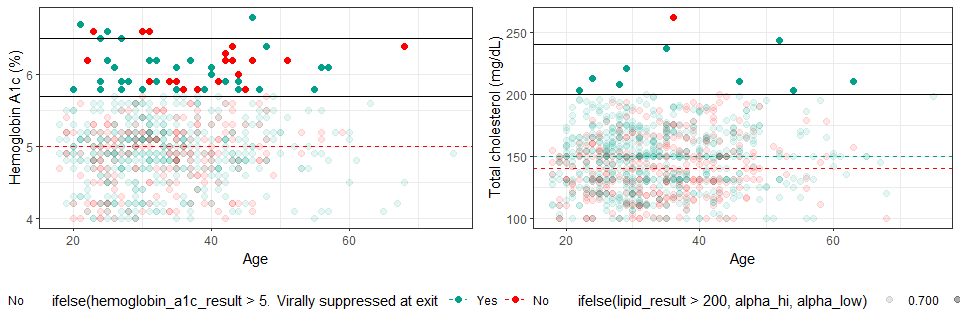 Hemoglobin A1c (%)
6
5
4
20
40
60
Age
Total cholesterol (mg/dL)
250
200
150
100
20
40
60
Age
No ifelse(hemoglobin_a1c_result > 5. Virally suppressed at exit Yes No ifelse(lipid_result > 200, alpha_hi, alpha_low) 0.700